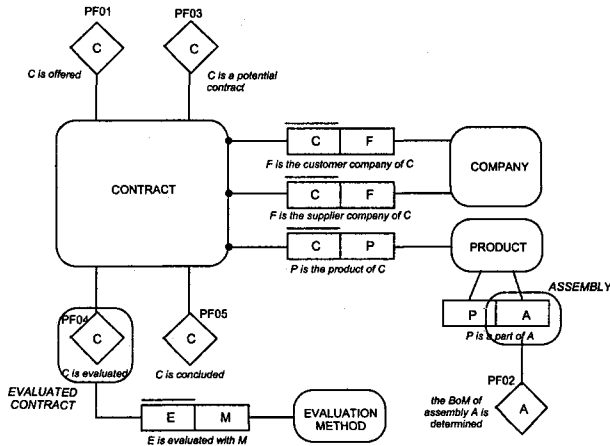 PF01
PF03
C
C
C is offered
C is a potential
contract
C F
F is the customer company of C
COMPANY
CONTRACT
C F
F is the supplier company of C
C P
P is the product of C
PRODUCT
ASSEMBLY
P A
P is a part of A
PF04
C
C is evaluated
PF05
C
C is concluded
PF02
A
the BoM of
assembly A is
determined
EVALUATED
CONTRACT
E M
E is evaluated with M
EVALUATION
METHOD